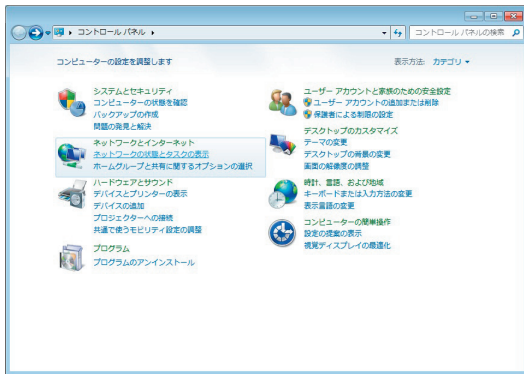 コントロール パネル
コントロール パネルの検索
コンピューターの設定を調整します
表示方法: カテゴリ
システムとセキュリティ
コンピューターの状態を確認
バックアップの作成
問題の発見と解決
ネットワークとインターネット
ネットワークの状態とタスクの表示
ホームグループと共有に関するオプションの選択
ハードウェアとサウンド
デバイスとプリンターの表示
デバイスの追加
プロジェクターへの接続
共通で使うモビリティ設定の調整
プログラム
プログラムのアンインストール
ユーザー アカウントと家族のための安全設定
ユーザー アカウントの追加または削除
保護者による制限の設定
デスクトップのカスタマイズ
テーマの変更
デスクトップの背景の変更
画面の解像度の調整
時計、言語、および地域
キーボードまたは入力方法の変更
表示言語の変更
コンピューターの簡単操作
設定の提案の表示
視覚ディスプレイの最適化